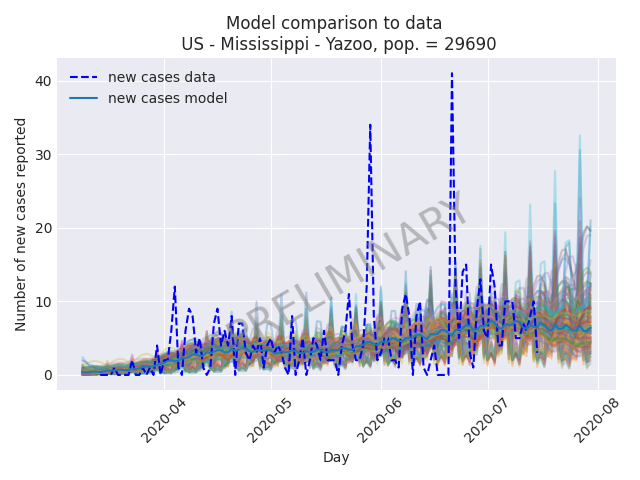 Model comparison to data
US - Mississippi - Yazoo, pop. = 29690
new cases data
new cases model
PRELIMINARY
Number of new cases reported
40
30
20
10
0
2020-04
2020-05
2020-06
2020-07
2020-08
Day